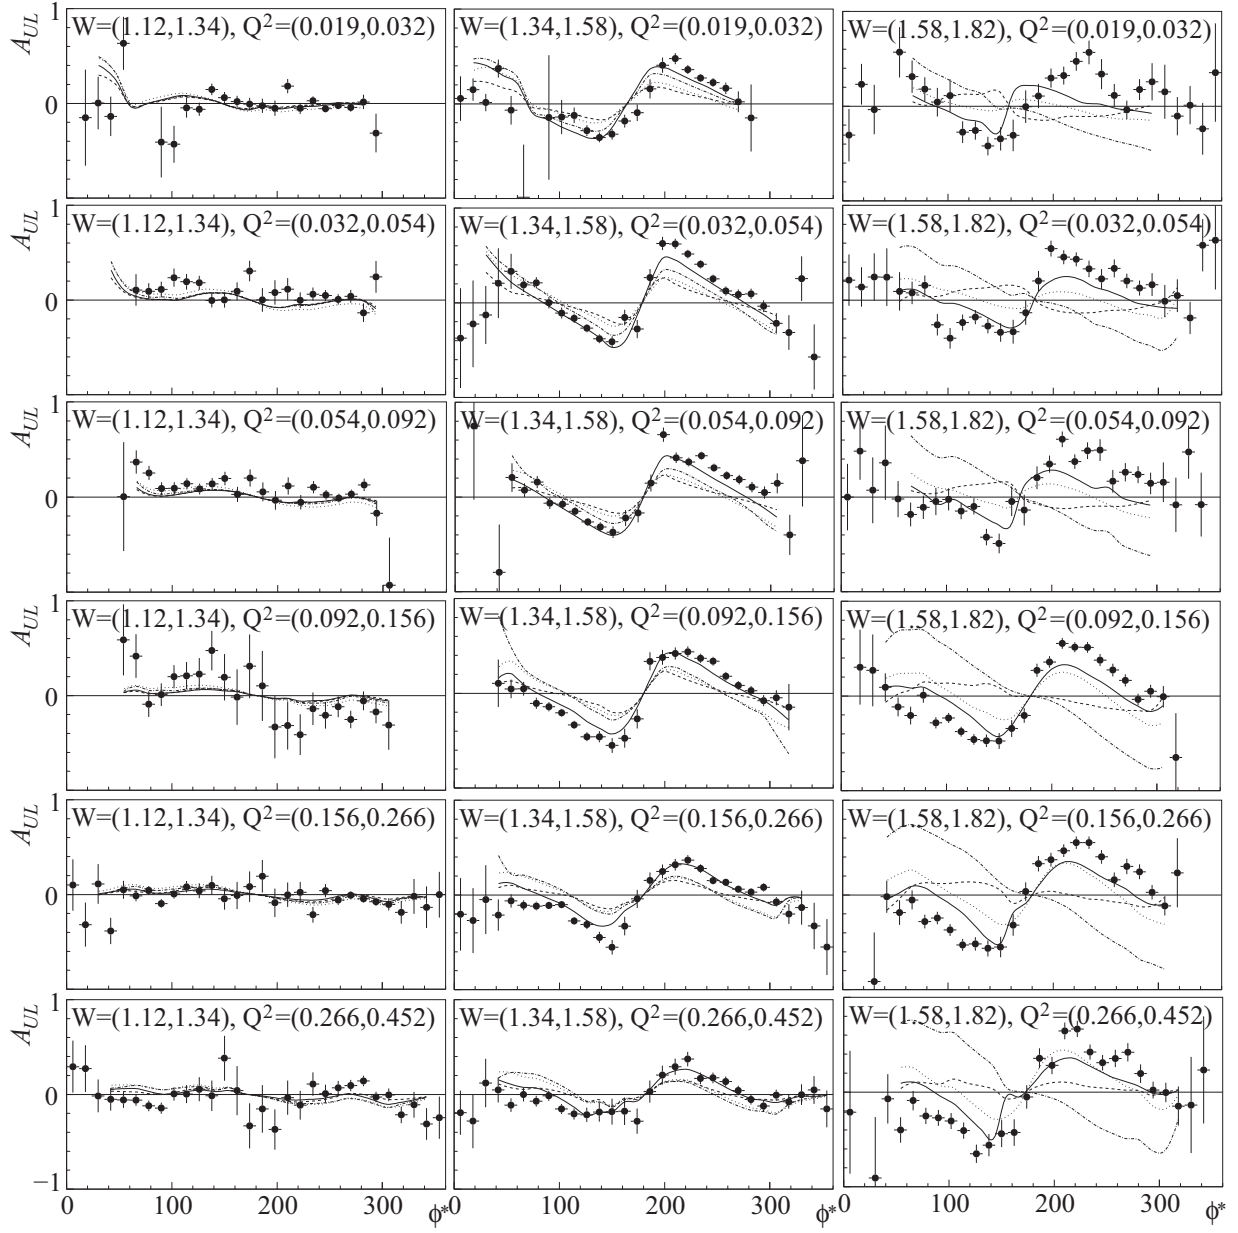 A_UL
1
0
W=(1.12,1.34), Q²=(0.019,0.032)
W=(1.34,1.58), Q²=(0.019,0.032)
W=(1.58,1.82), Q²=(0.019,0.032)
A_UL
1
0
W=(1.12,1.34), Q²=(0.032,0.054)
W=(1.34,1.58), Q²=(0.032,0.054)
W=(1.58,1.82), Q²=(0.032,0.054)
A_UL
1
0
W=(1.12,1.34), Q²=(0.054,0.092)
W=(1.34,1.58), Q²=(0.054,0.092)
W=(1.58,1.82), Q²=(0.054,0.092)
A_UL
1
0
W=(1.12,1.34), Q²=(0.092,0.156)
W=(1.34,1.58), Q²=(0.092,0.156)
W=(1.58,1.82), Q²=(0.092,0.156)
A_UL
1
0
W=(1.12,1.34), Q²=(0.156,0.266)
W=(1.34,1.58), Q²=(0.156,0.266)
W=(1.58,1.82), Q²=(0.156,0.266)
A_UL
1
0
−1
W=(1.12,1.34), Q²=(0.266,0.452)
W=(1.34,1.58), Q²=(0.266,0.452)
W=(1.58,1.82), Q²=(0.266,0.452)
0 100 200 300 ϕ*
0 100 200 300 ϕ*
0 100 200 300 ϕ*